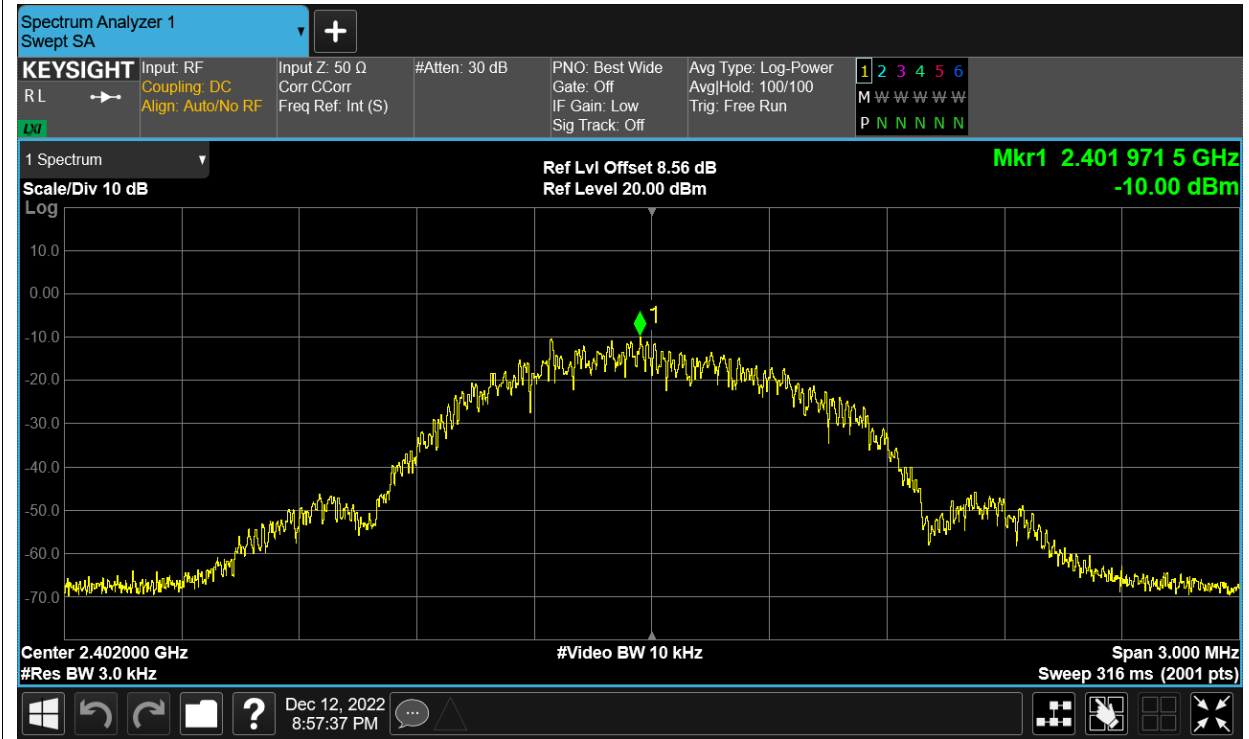 Spectrum Analyzer 1
Swept SA
KEYSIGHT
R L
LXI
Input: RF
Coupling: DC
Align: Auto/No RF
Input Z: 50 Ω
Corr CCorr
Freq Ref: Int (S)
#Atten: 30 dB
PNO: Best Wide
Gate: Off
IF Gain: Low
Sig Track: Off
Avg Type: Log-Power
Avg|Hold: 100/100
Trig: Free Run
1 2 3 4 5 6
M W W W W W
P N N N N N
1 Spectrum
Scale/Div 10 dB
Log
Ref Lvl Offset 8.56 dB
Ref Level 20.00 dBm
Mkr1 2.401 971 5 GHz
-10.00 dBm
10.0
0.00
1
-10.0
-20.0
-30.0
-40.0
-50.0
-60.0
-70.0
Center 2.402000 GHz
#Video BW 10 kHz
Span 3.000 MHz
#Res BW 3.0 kHz
Sweep 316 ms (2001 pts)
?
Dec 12, 2022
8:57:37 PM